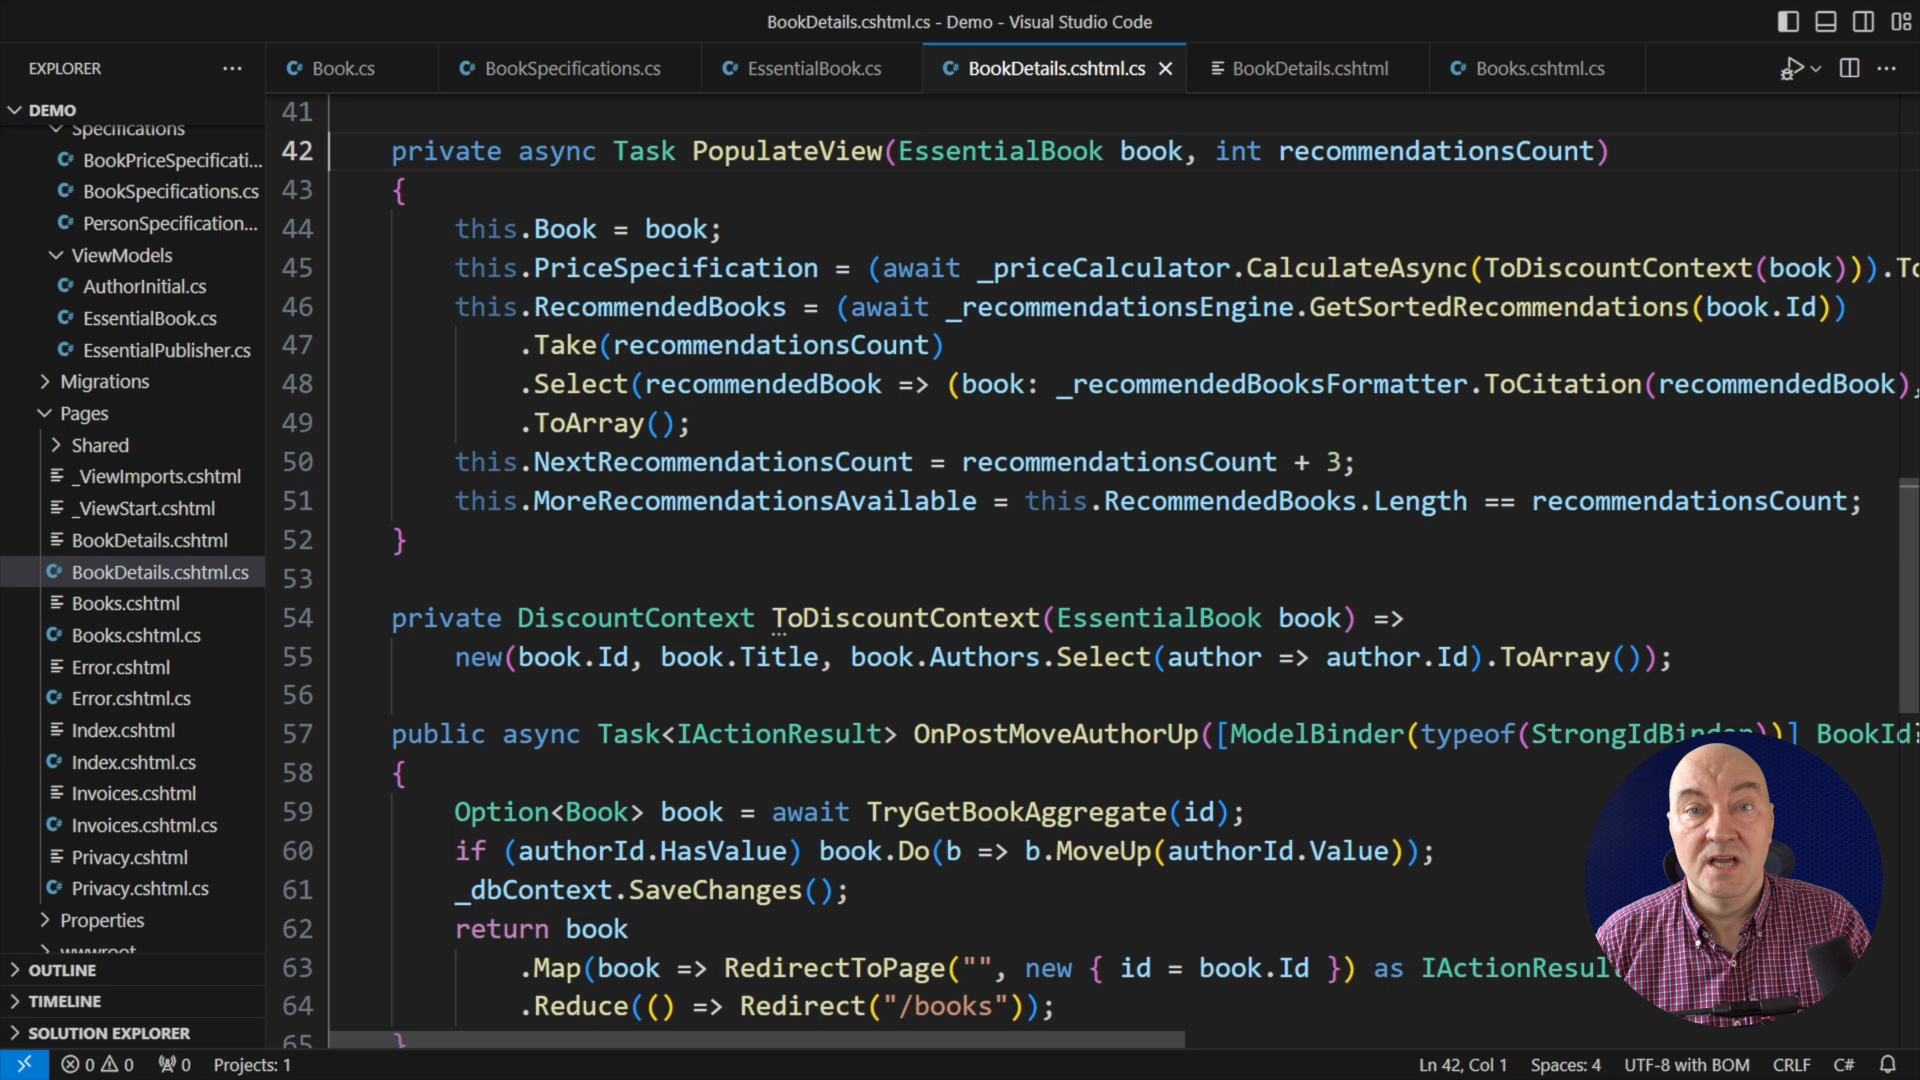 BookDetails.cshtml.cs - Demo - Visual Studio Code
EXPLORER
Book.cs
BookSpecifications.cs
EssentialBook.cs
BookDetails.cshtml.cs
BookDetails.cshtml
Books.cshtml.cs
DEMO
Specifications
BookPriceSpecificati...
BookSpecifications.cs
PersonSpecification...
ViewModels
AuthorInitial.cs
EssentialBook.cs
EssentialPublisher.cs
Migrations
Pages
Shared
_ViewImports.cshtml
_ViewStart.cshtml
BookDetails.cshtml
BookDetails.cshtml.cs
Books.cshtml
Books.cshtml.cs
Error.cshtml
Error.cshtml.cs
Index.cshtml
Index.cshtml.cs
Invoices.cshtml
Invoices.cshtml.cs
Privacy.cshtml
Privacy.cshtml.cs
Properties
wwwroot
OUTLINE
TIMELINE
SOLUTION EXPLORER
41
42 private async Task PopulateView(EssentialBook book, int recommendationsCount)
43 {
44 this.Book = book;
45 this.PriceSpecification = (await _priceCalculator.CalculateAsync(ToDiscountContext(book))).To
46 this.RecommendedBooks = (await _recommendationsEngine.GetSortedRecommendations(book.Id))
47 .Take(recommendationsCount)
48 .Select(recommendedBook => (book: _recommendedBooksFormatter.ToCitation(recommendedBook),
49 .ToArray();
50 this.NextRecommendationsCount = recommendationsCount + 3;
51 this.MoreRecommendationsAvailable = this.RecommendedBooks.Length == recommendationsCount;
52 }
53
54 private DiscountContext ToDiscountContext(EssentialBook book) =>
55 new(book.Id, book.Title, book.Authors.Select(author => author.Id).ToArray());
56
57 public async Task<IActionResult> OnPostMoveAuthorUp([ModelBinder(typeof(StrongIdBinder))] BookId
58 {
59 Option<Book> book = await TryGetBookAggregate(id);
60 if (authorId.HasValue) book.Do(b => b.MoveUp(authorId.Value));
61 _dbContext.SaveChanges();
62 return book
63 .Map(book => RedirectToPage("", new { id = book.Id }) as IActionResul
64 .Reduce(() => Redirect("/books"));
65 }
0 0 0 Projects: 1
Ln 42, Col 1 Spaces: 4 UTF-8 with BOM CRLF C#